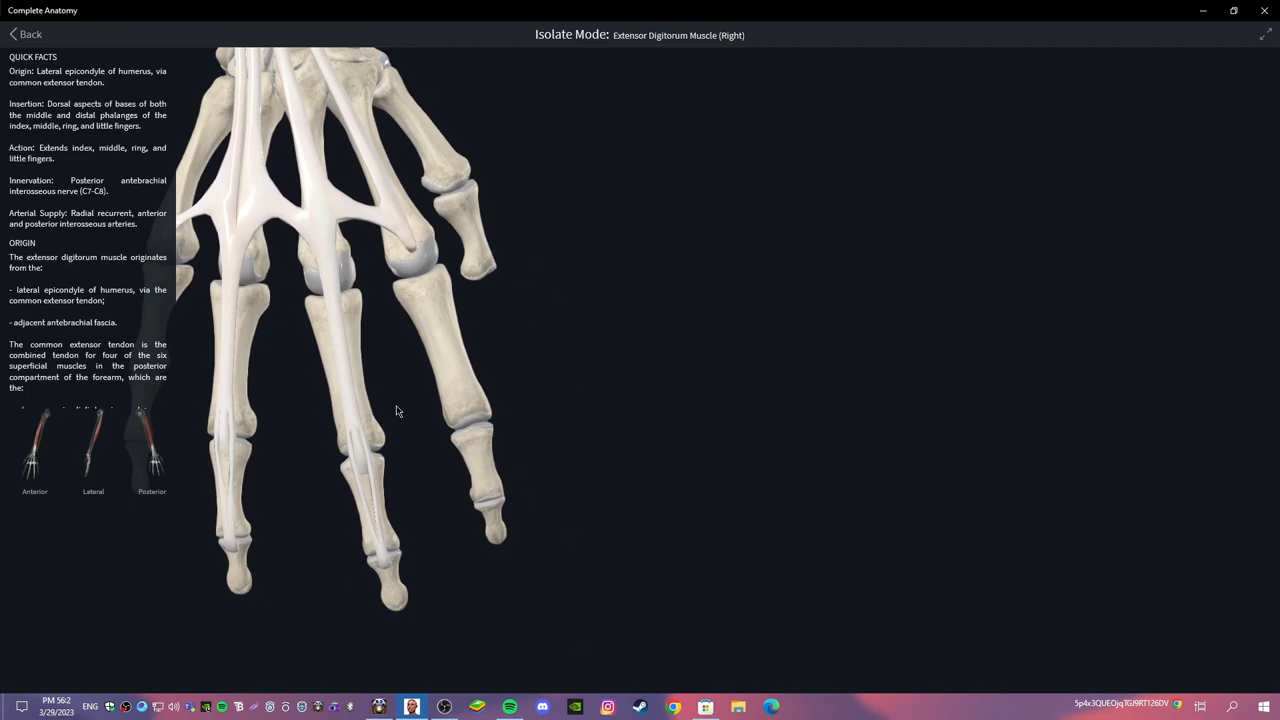 Complete Anatomy
Back
Isolate Mode: Extensor Digitorum Muscle (Right)
QUICK FACTS
Origin: Lateral epicondyle of humerus, via
common extensor tendon.
Insertion: Dorsal aspects of bases of both
the middle and distal phalanges of the
index, middle, ring, and little fingers.
Action: Extends index, middle, ring, and
little fingers.
Innervation: Posterior antebrachial
interosseous nerve (C7-C8).
Arterial Supply: Radial recurrent, anterior
and posterior interosseous arteries.
ORIGIN
The extensor digitorum muscle originates
from the:
- lateral epicondyle of humerus, via the
common extensor tendon;
- adjacent antebrachial fascia.
The common extensor tendon is the
combined tendon for four of the six
superficial muscles in the posterior
compartment of the forearm, which are
the:
Anterior
Lateral
Posterior
PM 56:2
3/29/2023
ENG
5p4x3QUEOjqTGJ9RT126DV